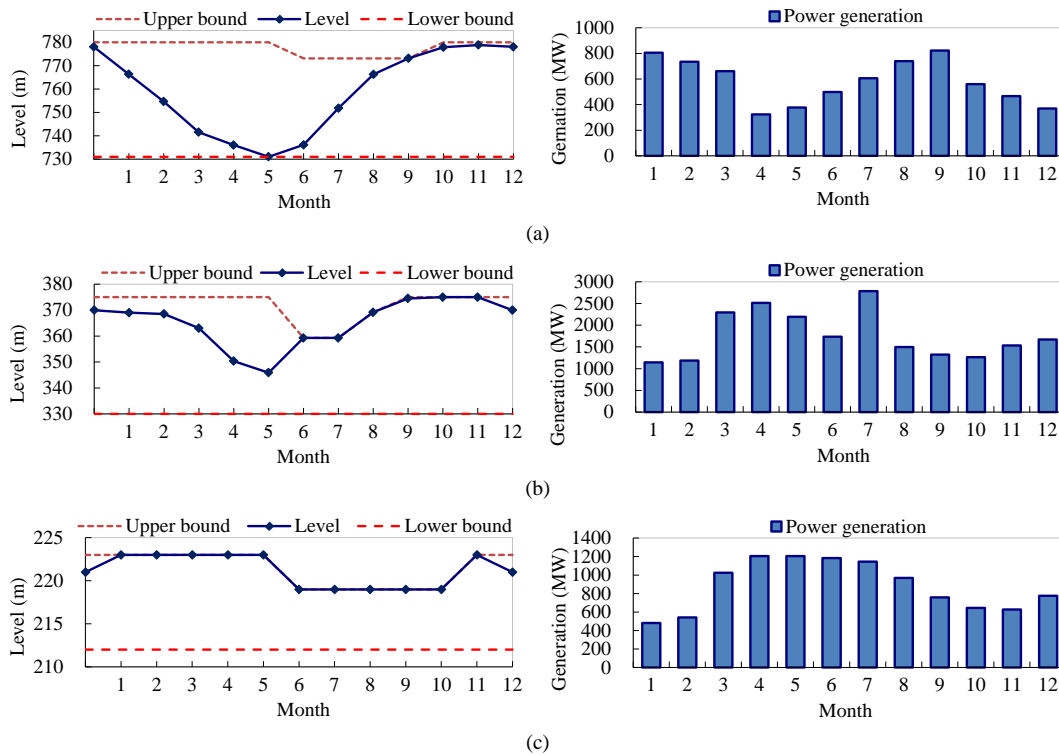 Upper bound Level Lower bound
780
770
760
750
740
730
Level (m)
1 2 3 4 5 6 7 8 9 10 11 12
Month
Power generation
1000
800
600
400
200
0
Gernation (MW)
1 2 3 4 5 6 7 8 9 10 11 12
Month
(a)
Upper bound Level Lower bound
380
370
360
350
340
330
Level (m)
1 2 3 4 5 6 7 8 9 10 11 12
Month
Power generation
3000
2500
2000
1500
1000
500
0
Generation (MW)
1 2 3 4 5 6 7 8 9 10 11 12
Month
(b)
Upper bound Level Lower bound
225
220
215
210
Level (m)
1 2 3 4 5 6 7 8 9 10 11 12
Month
Power generation
1400
1200
1000
800
600
400
200
0
Generation (MW)
1 2 3 4 5 6 7 8 9 10 11 12
Month
(c)